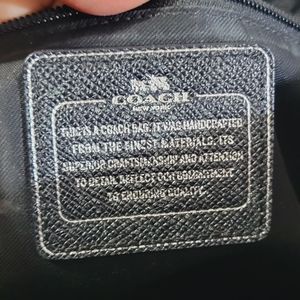 COACH
NEW YORK
THIS IS A COACH BAG. IT WAS HANDCRAFTED
FROM THE FINEST MATERIALS. ITS
SUPERIOR CRAFTSMANSHIP AND ATTENTION
TO DETAIL REFLECT OUR COMMITMENT
TO ENDURING QUALITY.